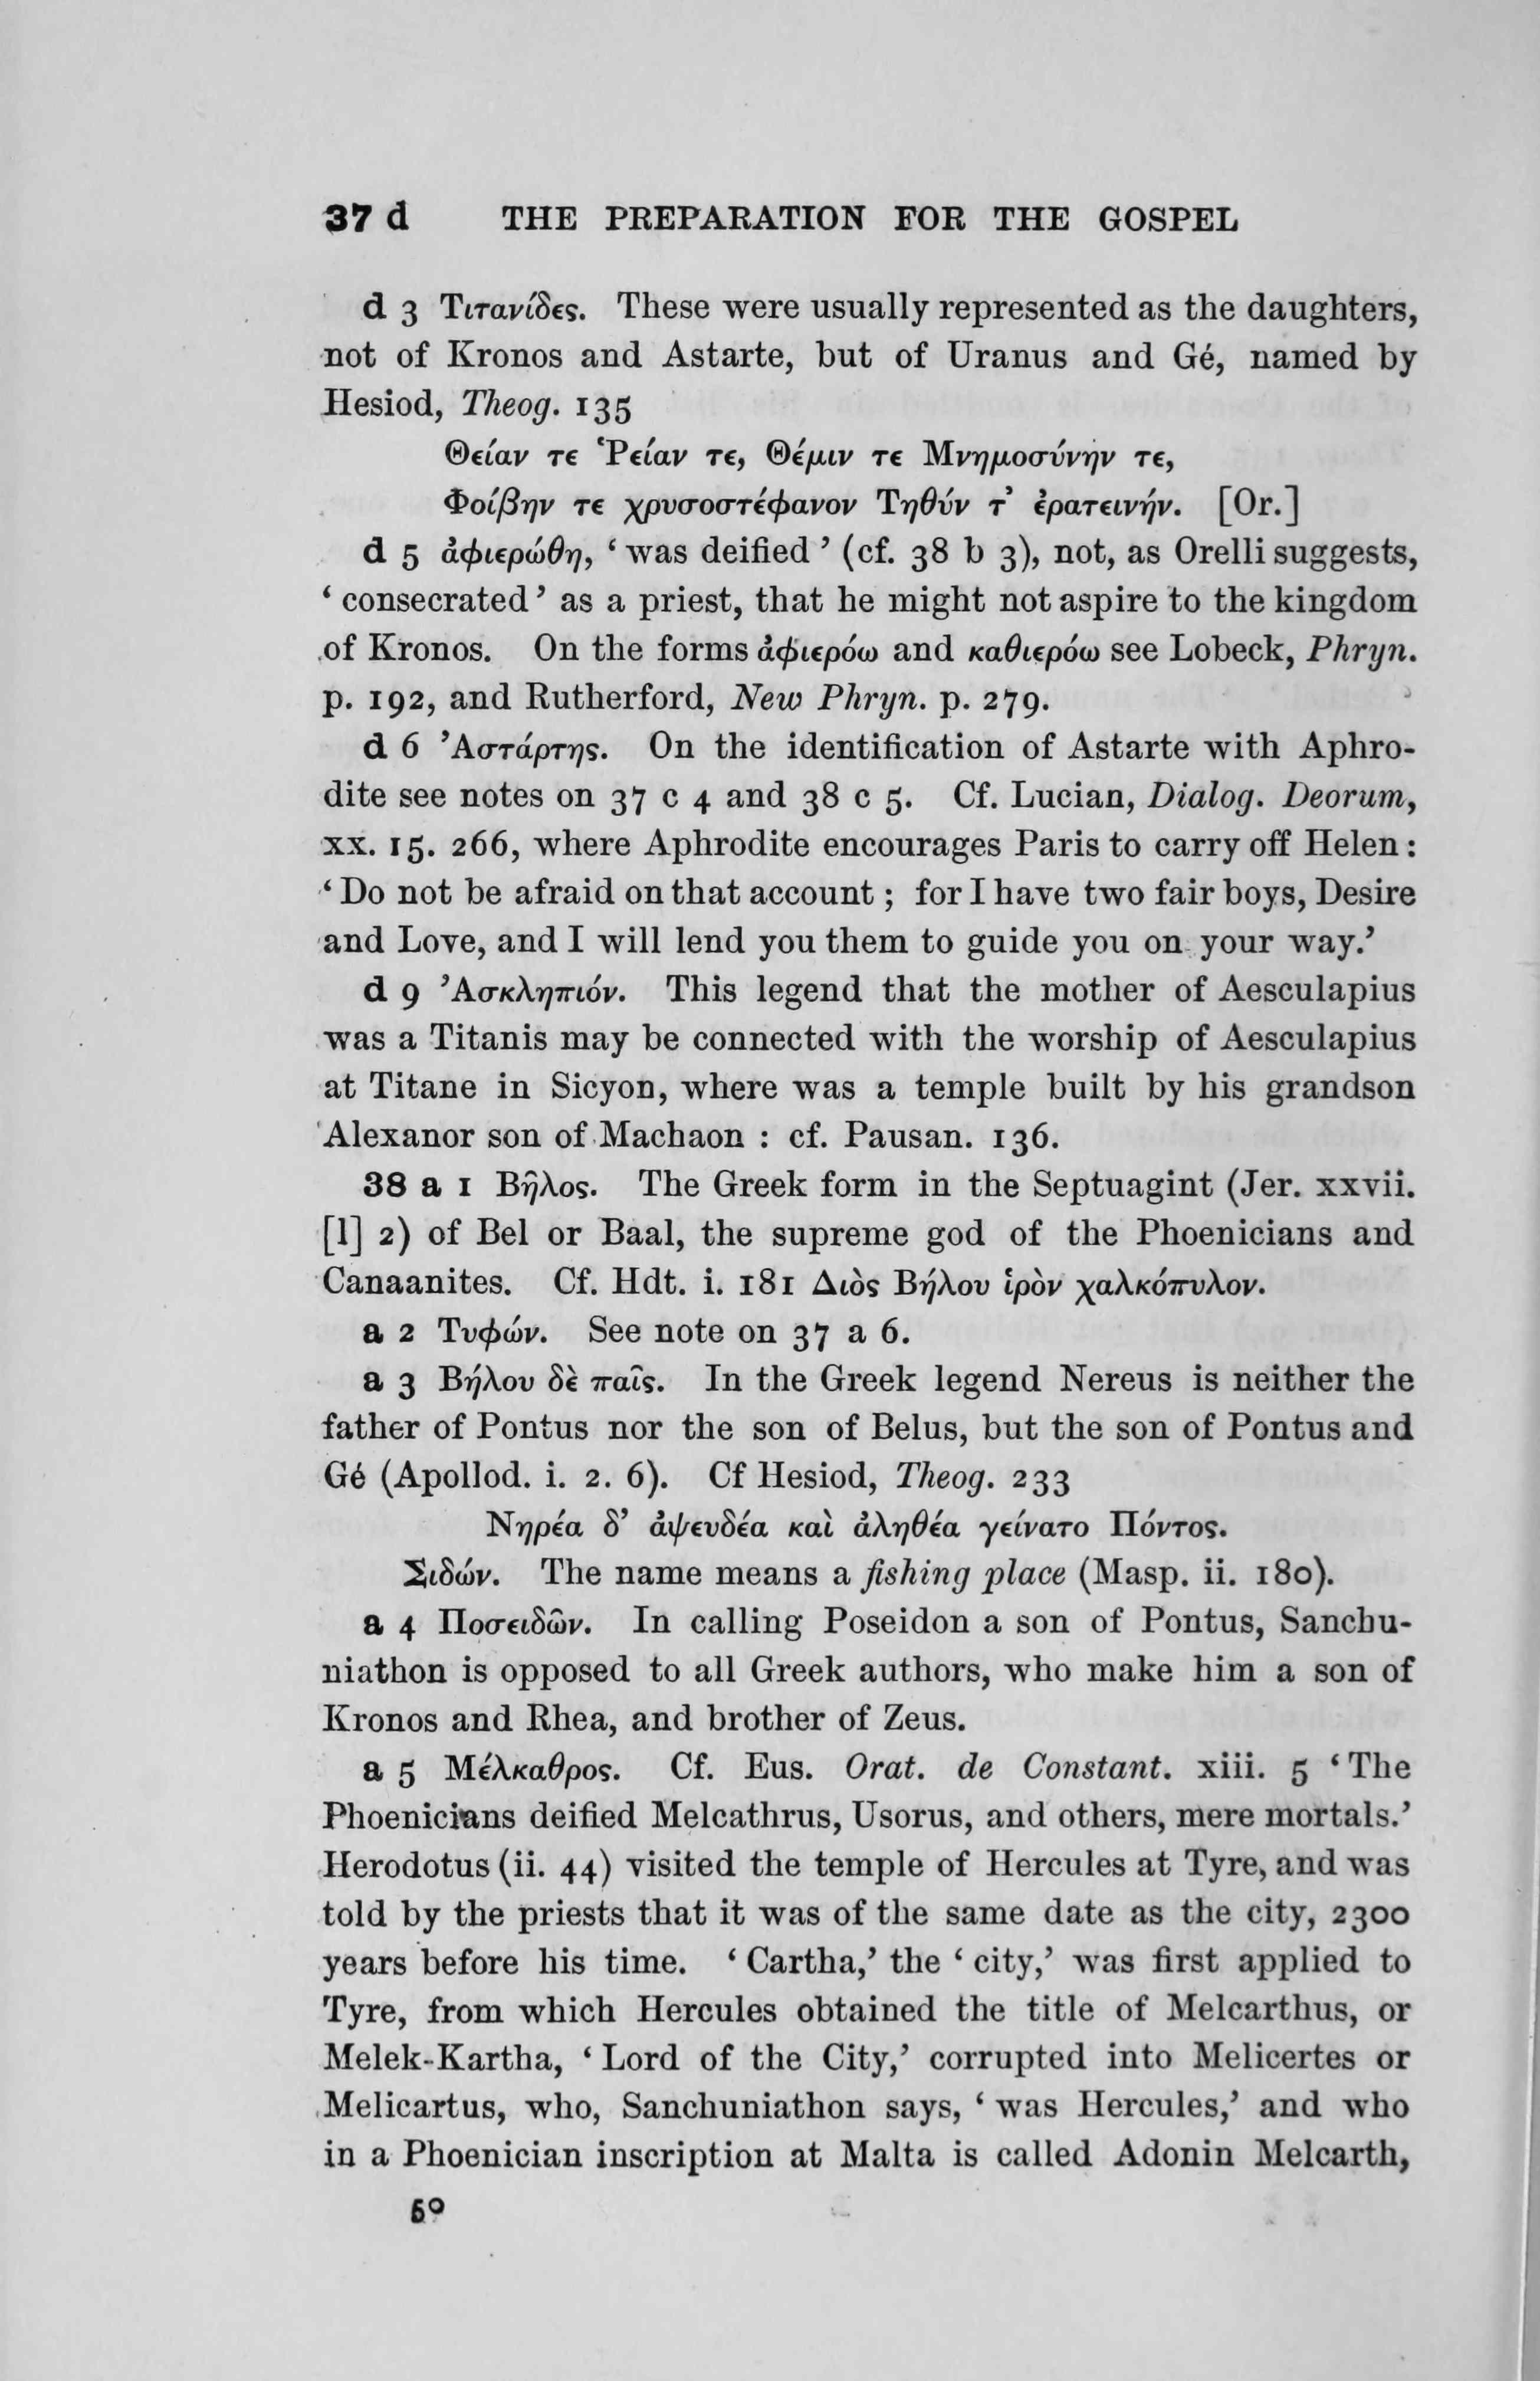 37 d THE PREPARATION FOR THE GOSPEL
d 3 Τιτανίδες. These were usually represented as the daughters,
not of Kronos and Astarte, but of Uranus and Gé, named by
Hesiod, Theog. 135
Θείαν τε Ῥείαν τε, Θέμιν τε Μνημοσύνην τε,
Φοίβην τε χρυσοστέφανον Τηθύν τ’ ἐρατεινήν. [Or.]
d 5 ἀφιερώθη, ‘was deified’ (cf. 38 b 3), not, as Orelli suggests,
‘consecrated’ as a priest, that he might not aspire to the kingdom
of Kronos. On the forms ἀφιερόω and καθιερόω see Lobeck, Phryn.
p. 192, and Rutherford, New Phryn. p. 279.
d 6 Ἀστάρτης. On the identification of Astarte with Aphro-
dite see notes on 37 c 4 and 38 c 5. Cf. Lucian, Dialog. Deorum,
xx. 15. 266, where Aphrodite encourages Paris to carry off Helen:
‘Do not be afraid on that account; for I have two fair boys, Desire
and Love, and I will lend you them to guide you on your way.’
d 9 Ἀσκληπιόν. This legend that the mother of Aesculapius
was a Titanis may be connected with the worship of Aesculapius
at Titane in Sicyon, where was a temple built by his grandson
Alexanor son of Machaon : cf. Pausan. 136.
38 a 1 Βῆλος. The Greek form in the Septuagint (Jer. xxvii.
[l] 2) of Bel or Baal, the supreme god of the Phoenicians and
Canaanites. Cf. Hdt. i. 181 Διὸς Βήλου ἱρὸν χαλκόπυλον.
a 2 Τυφών. See note on 37 a 6.
a 3 Βήλου δὲ παῖς. In the Greek legend Nereus is neither the
father of Pontus nor the son of Belus, but the son of Pontus and
Gé (Apollod. i. 2. 6). Cf Hesiod, Theog. 233
Νηρέα δ’ ἀψευδέα καὶ ἀληθέα γείνατο Πόντος.
Σιδών. The name means a fishing place (Masp. ii. 180).
a 4 Ποσειδῶν. In calling Poseidon a son of Pontus, Sanchu-
niathon is opposed to all Greek authors, who make him a son of
Kronos and Rhea, and brother of Zeus.
a 5 Μέλκαθρος. Cf. Eus. Orat. de Constant. xiii. 5 ‘The
Phoenicians deified Melcathrus, Usorus, and others, mere mortals.’
Herodotus (ii. 44) visited the temple of Hercules at Tyre, and was
told by the priests that it was of the same date as the city, 2300
years before his time. ‘Cartha,’ the ‘city,’ was first applied to
Tyre, from which Hercules obtained the title of Melcarthus, or
Melek-Kartha, ‘Lord of the City,’ corrupted into Melicertes or
Melicartus, who, Sanchuniathon says, ‘was Hercules,’ and who
in a Phoenician inscription at Malta is called Adonin Melcarth,
60